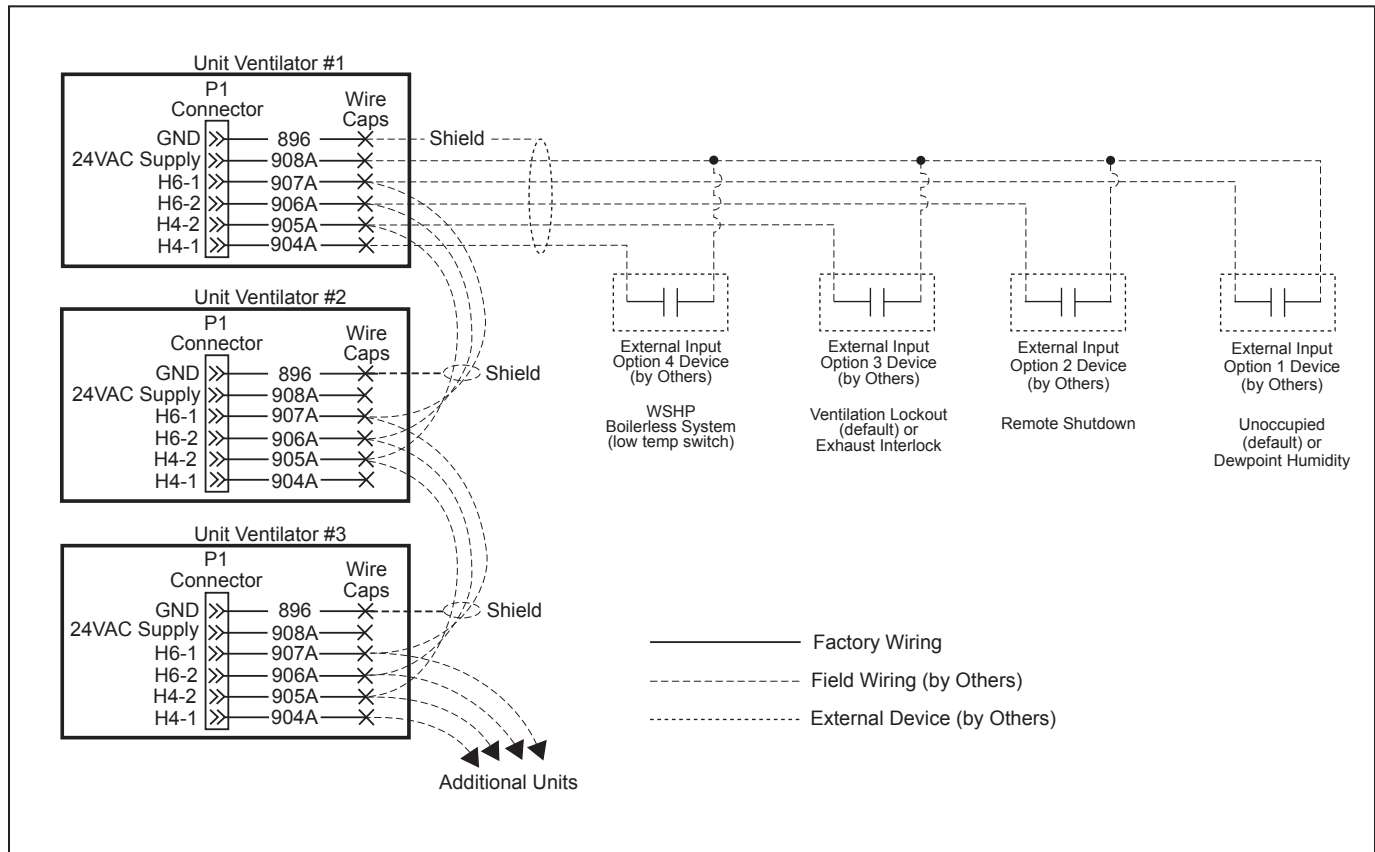 Unit Ventilator #1
P1
Connector
Wire
Caps
GND 896 Shield
24VAC Supply 908A
H6-1 907A
H6-2 906A
H4-2 905A
H4-1 904A
External Input
Option 4 Device
(by Others)
WSHP
Boilerless System
(low temp switch)
External Input
Option 3 Device
(by Others)
Ventilation Lockout
(default) or
Exhaust Interlock
External Input
Option 2 Device
(by Others)
Remote Shutdown
External Input
Option 1 Device
(by Others)
Unoccupied
(default) or
Dewpoint Humidity
Unit Ventilator #2
P1
Connector
Wire
Caps
GND 896 Shield
24VAC Supply 908A
H6-1 907A
H6-2 906A
H4-2 905A
H4-1 904A
Unit Ventilator #3
P1
Connector
Wire
Caps
GND 896 Shield
24VAC Supply 908A
H6-1 907A
H6-2 906A
H4-2 905A
H4-1 904A
Additional Units
Factory Wiring
Field Wiring (by Others)
External Device (by Others)